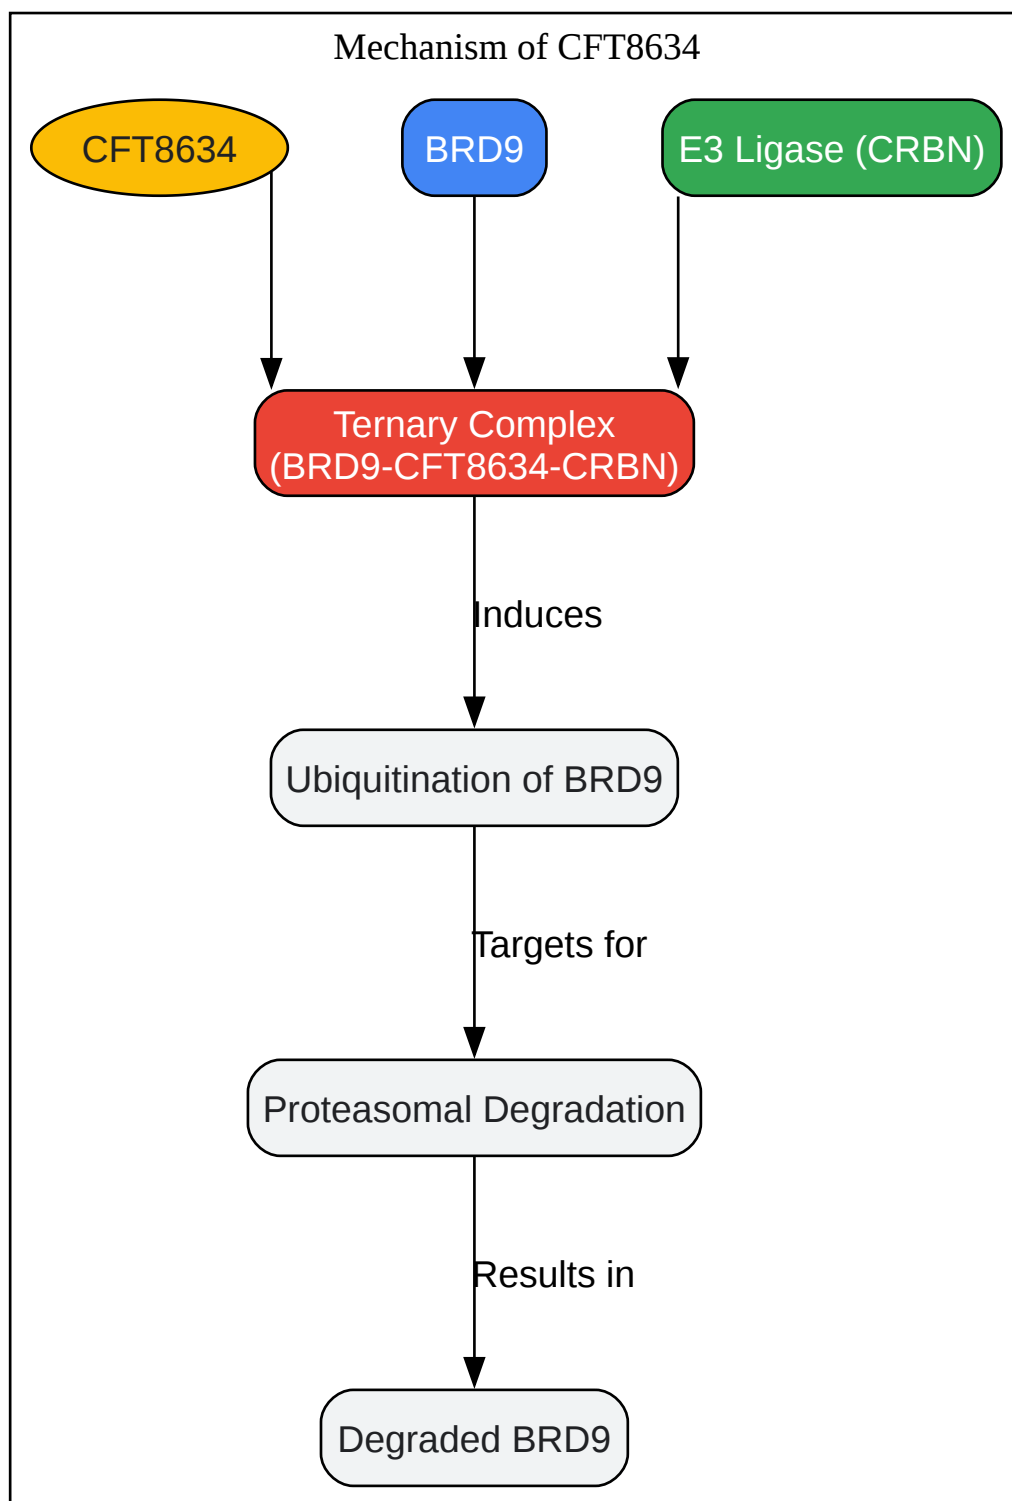 Mechanism of CFT8634
CFT8634
BRD9
E3 Ligase (CRBN)
Ternary Complex
(BRD9-CFT8634-CRBN)
Induces
Ubiquitination of BRD9
Targets for
Proteasomal Degradation
Results in
Degraded BRD9